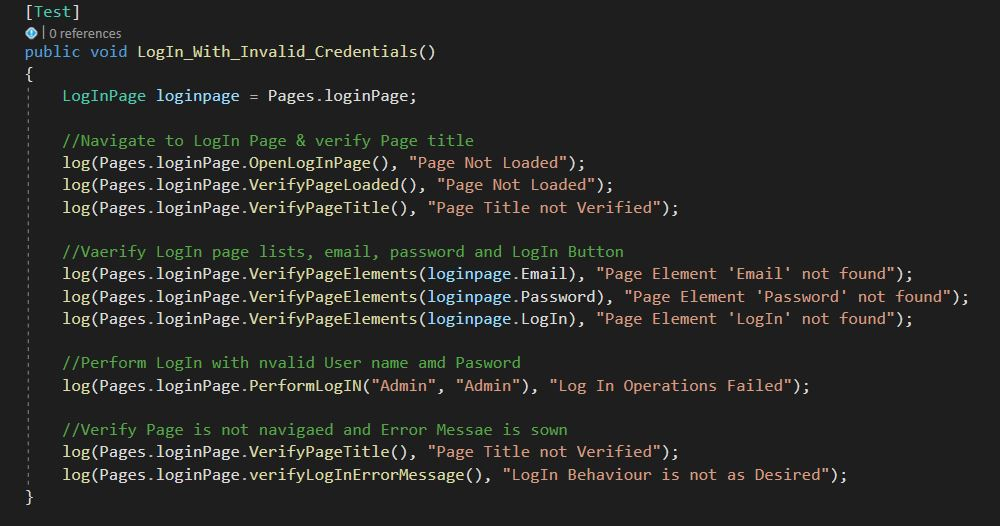 [Test]
| 0 references
public void LogIn_With_Invalid_Credentials()
{
LogInPage loginpage = Pages.loginPage;
//Navigate to LogIn Page & verify Page title
log(Pages.loginPage.OpenLogInPage(), "Page Not Loaded");
log(Pages.loginPage.VerifyPageLoaded(), "Page Not Loaded");
log(Pages.loginPage.VerifyPageTitle(), "Page Title not Verified");
//Vaerify LogIn page lists, email, password and LogIn Button
log(Pages.loginPage.VerifyPageElements(loginpage.Email), "Page Element 'Email' not found");
log(Pages.loginPage.VerifyPageElements(loginpage.Password), "Page Element 'Password' not found");
log(Pages.loginPage.VerifyPageElements(loginpage.LogIn), "Page Element 'LogIn' not found");
//Perform LogIn with nvalid User name amd Pasword
log(Pages.loginPage.PerformLogIN("Admin", "Admin"), "Log In Operations Failed");
//Verify Page is not navigaed and Error Messae is sown
log(Pages.loginPage.VerifyPageTitle(), "Page Title not Verified");
log(Pages.loginPage.verifyLogInErrorMessage(), "LogIn Behaviour is not as Desired");
}